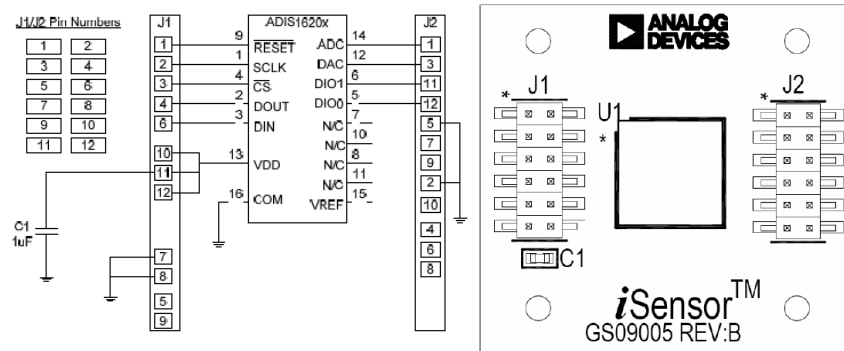 J1/J2 Pin Numbers
1 2
3 4
5 6
7 8
9 10
11 12
C1
1uF
J1
1
2
3
4
6
10
11
12
7
8
5
9
ADIS1620x
9 RESET ADC 14
1 SCLK DAC 12
4 CS DIO1 6
2 DOUT DIO0 5
3 DIN N/C 7
N/C 10
13 VDD N/C 8
N/C 11
16 COM VREF 15
J2
1
3
11
12
5
7
9
2
10
4
6
8
ANALOG
DEVICES
J1
*
U1
*
J2
*
C1
iSensor™
GS09005 REV:B